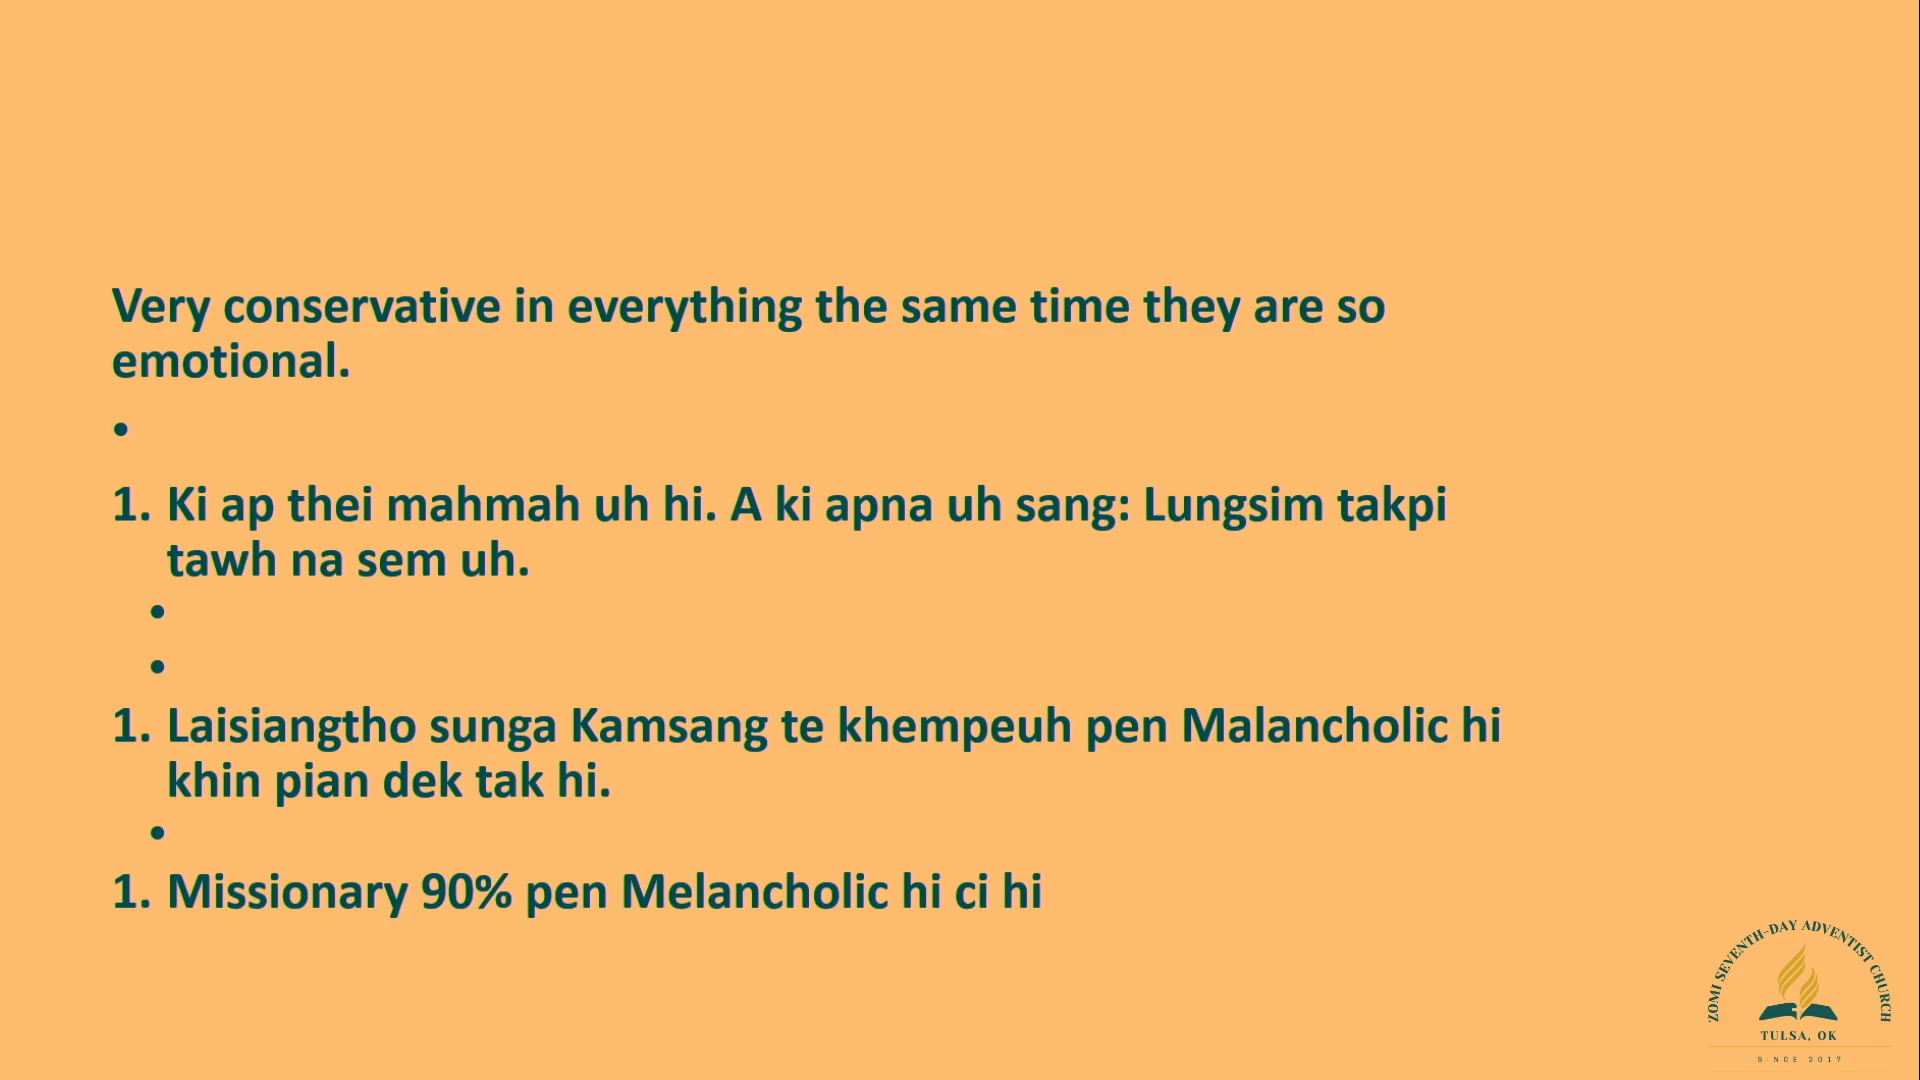 Very conservative in everything the same time they are so
emotional.
•
1. Ki ap thei mahmah uh hi. A ki apna uh sang: Lungsim takpi
tawh na sem uh.
•
•
1. Laisiangtho sunga Kamsang te khempeuh pen Malancholic hi
khin pian dek tak hi.
•
1. Missionary 90% pen Melancholic hi ci hi
ZOMI SEVENTH-DAY ADVENTIST CHURCH
TULSA, OK
SINCE 2017